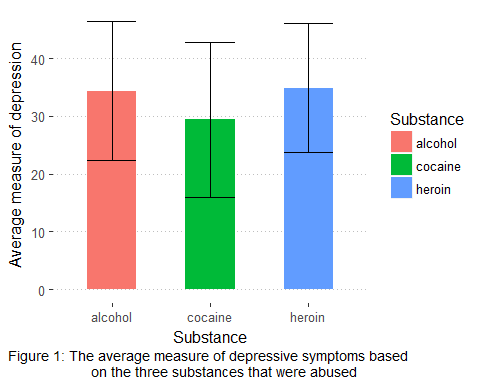 Average measure of depression
40
30
20
10
0
alcohol
cocaine
heroin
Substance
Substance
alcohol
cocaine
heroin
Figure 1: The average measure of depressive symptoms based
on the three substances that were abused